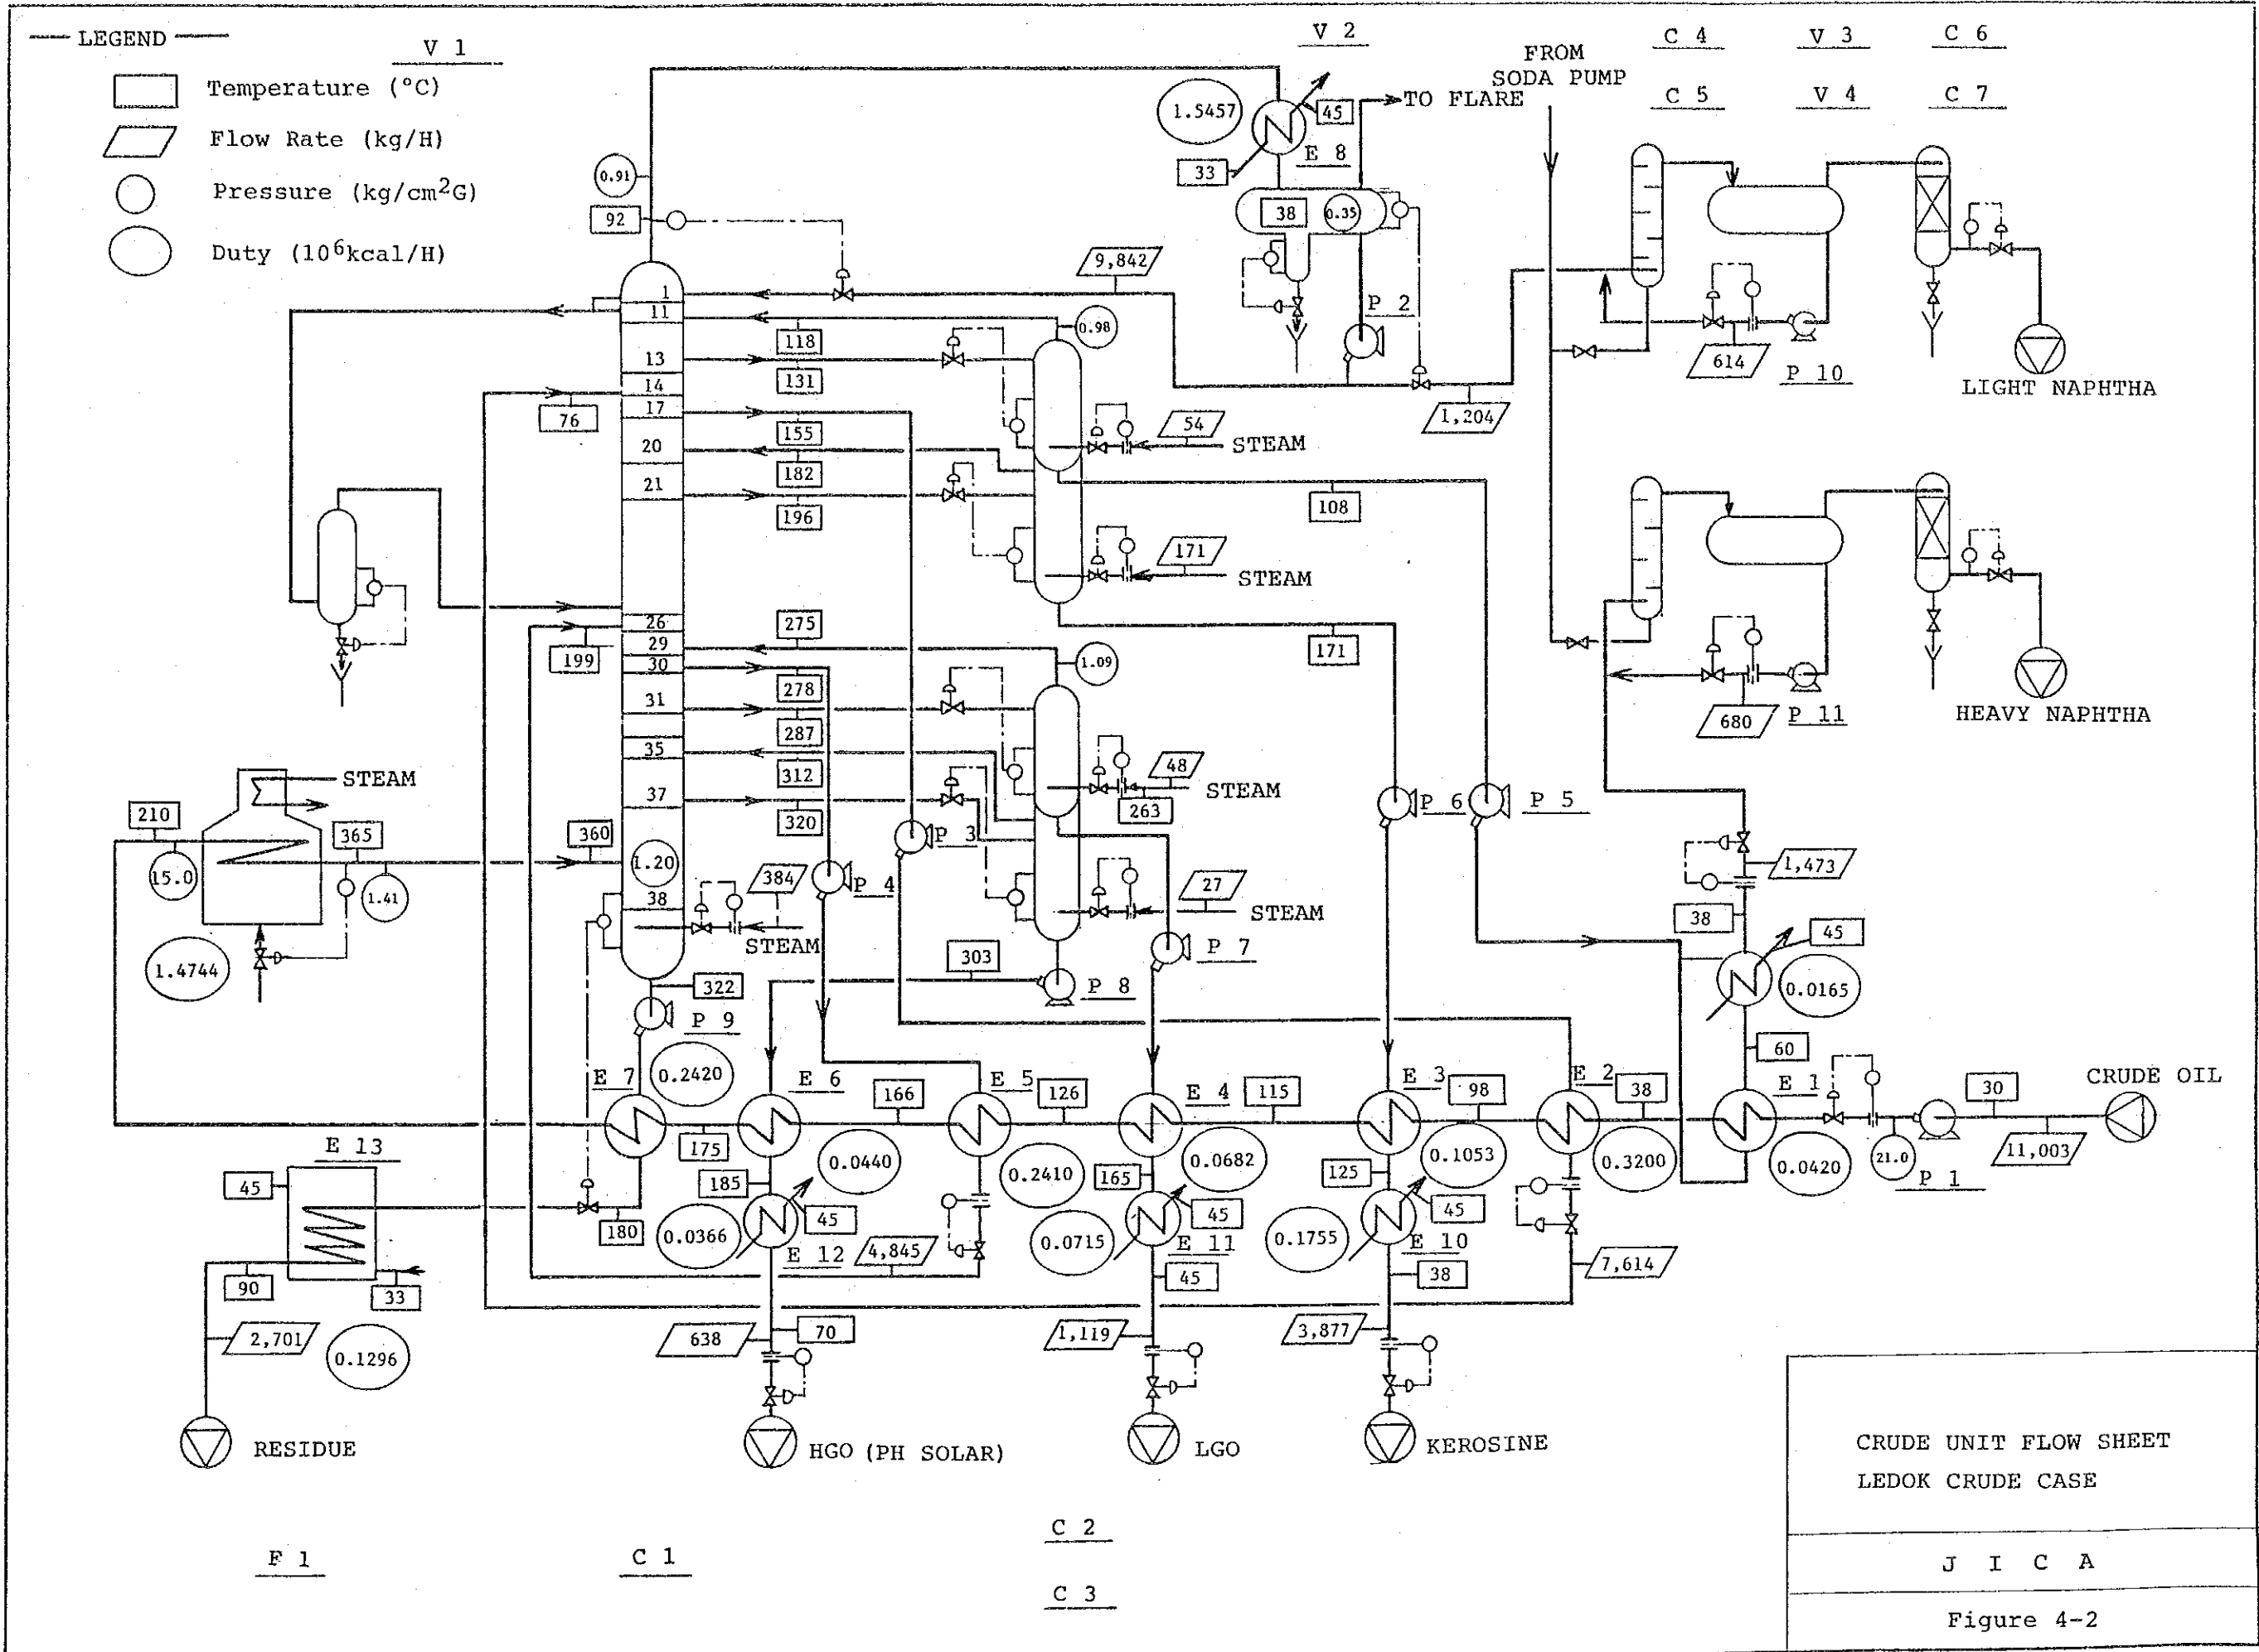 LEGEND
Temperature (°C)
Flow Rate (kg/H)
Pressure (kg/cm²G)
Duty (10⁶kcal/H)
V 1
V 2
FROM
SODA PUMP
TO FLARE
C 4 V 3 C 6
C 5 V 4 C 7
1.5457
45
E 8
33
38
0.35
0.91
92
9,842
P 2
1
11
118
0.98
13
131
14
76
17
155
20
182
21
196
54
STEAM
108
171
STEAM
1,204
614
P 10
LIGHT NAPHTHA
680
P 11
HEAVY NAPHTHA
26
199
29
275
30
278
1.09
31
287
35
312
37
320
171
48
STEAM
263
27
STEAM
STEAM
210
15.0
365
1.41
360
1.20
38
384
STEAM
1.4744
P 3
P 4
P 6
P 5
P 7
P 8
303
322
P 9
1,473
38
45
0.0165
60
E 7
0.2420
E 6
166
E 5
126
E 4
115
E 3
98
E 2
38
E 1
30
CRUDE OIL
175
0.0440
0.2410
0.0682
0.1053
0.3200
0.0420
21.0
P 1
11,003
E 13
45
180
90
33
2,701
0.1296
185
45
0.0366
E 12
4,845
165
45
0.0715
E 11
45
125
45
0.1755
E 10
38
7,614
638
70
1,119
3,877
RESIDUE
HGO (PH SOLAR)
LGO
KEROSINE
F 1
C 1
C 2
C 3
CRUDE UNIT FLOW SHEET
LEDOK CRUDE CASE
J I C A
Figure 4-2